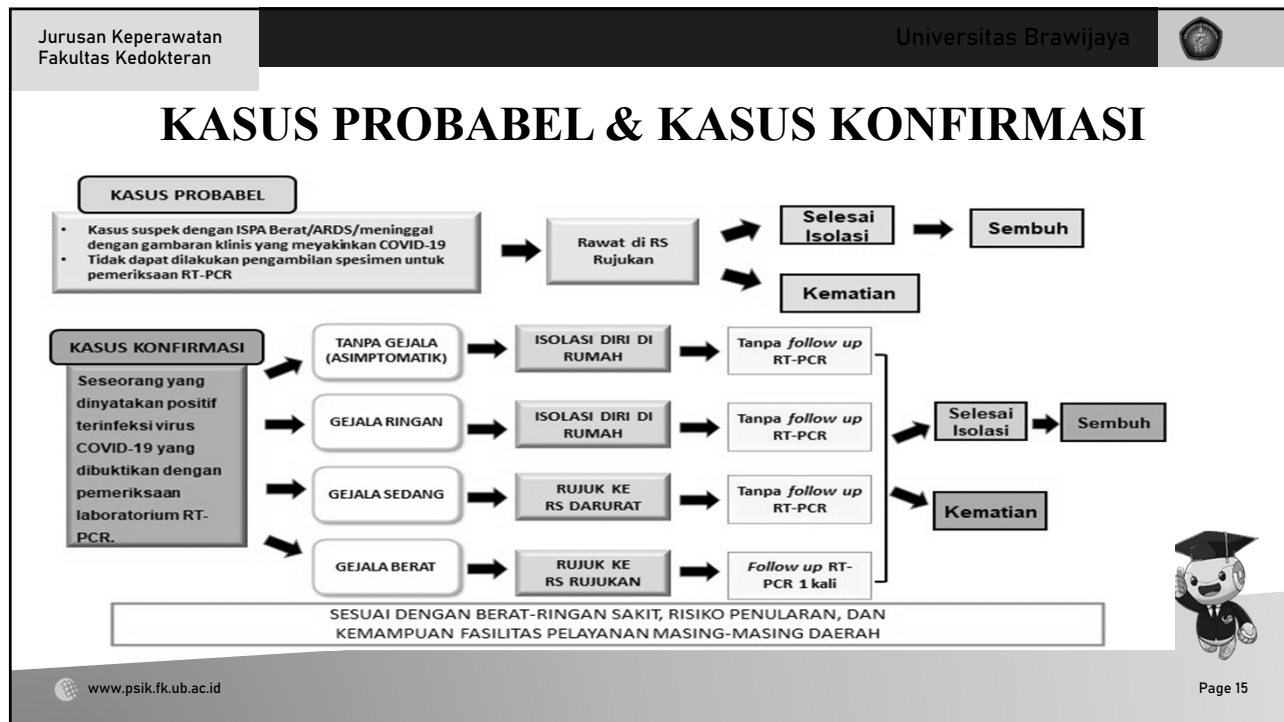 Jurusan Keperawatan
Fakultas Kedokteran
Universitas Brawijaya
KASUS PROBABEL & KASUS KONFIRMASI
KASUS PROBABEL
• Kasus suspek dengan ISPA Berat/ARDS/meninggal
dengan gambaran klinis yang meyakinkan COVID-19
• Tidak dapat dilakukan pengambilan spesimen untuk
pemeriksaan RT-PCR
Rawat di RS
Rujukan
Selesai
Isolasi
Sembuh
Kematian
KASUS KONFIRMASI
Seseorang yang
dinyatakan positif
terinfeksi virus
COVID-19 yang
dibuktikan dengan
pemeriksaan
laboratorium RT-
PCR.
TANPA GEJALA
(ASIMPTOMATIK)
ISOLASI DIRI DI
RUMAH
Tanpa follow up
RT-PCR
GEJALA RINGAN
ISOLASI DIRI DI
RUMAH
Tanpa follow up
RT-PCR
GEJALA SEDANG
RUJUK KE
RS DARURAT
Tanpa follow up
RT-PCR
GEJALA BERAT
RUJUK KE
RS RUJUKAN
Follow up RT-
PCR 1 kali
Selesai
Isolasi
Sembuh
Kematian
SESUAI DENGAN BERAT-RINGAN SAKIT, RISIKO PENULARAN, DAN
KEMAMPUAN FASILITAS PELAYANAN MASING-MASING DAERAH
www.psik.fk.ub.ac.id
Page 15